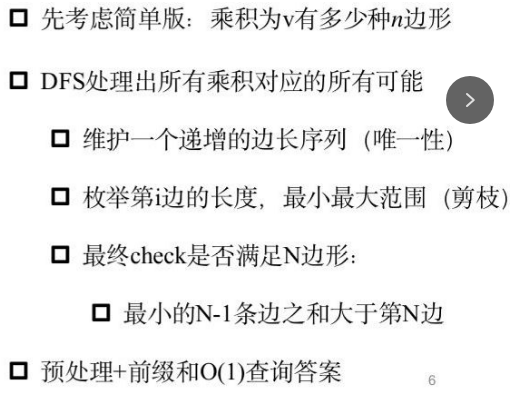 先考虑简单版：乘积为v有多少种n边形
DFS处理出所有乘积对应的所有可能
维护一个递增的边长序列（唯一性）
枚举第i边的长度，最小最大范围（剪枝）
最终check是否满足N边形：
最小的N-1条边之和大于第N边
预处理+前缀和O(1)查询答案
6